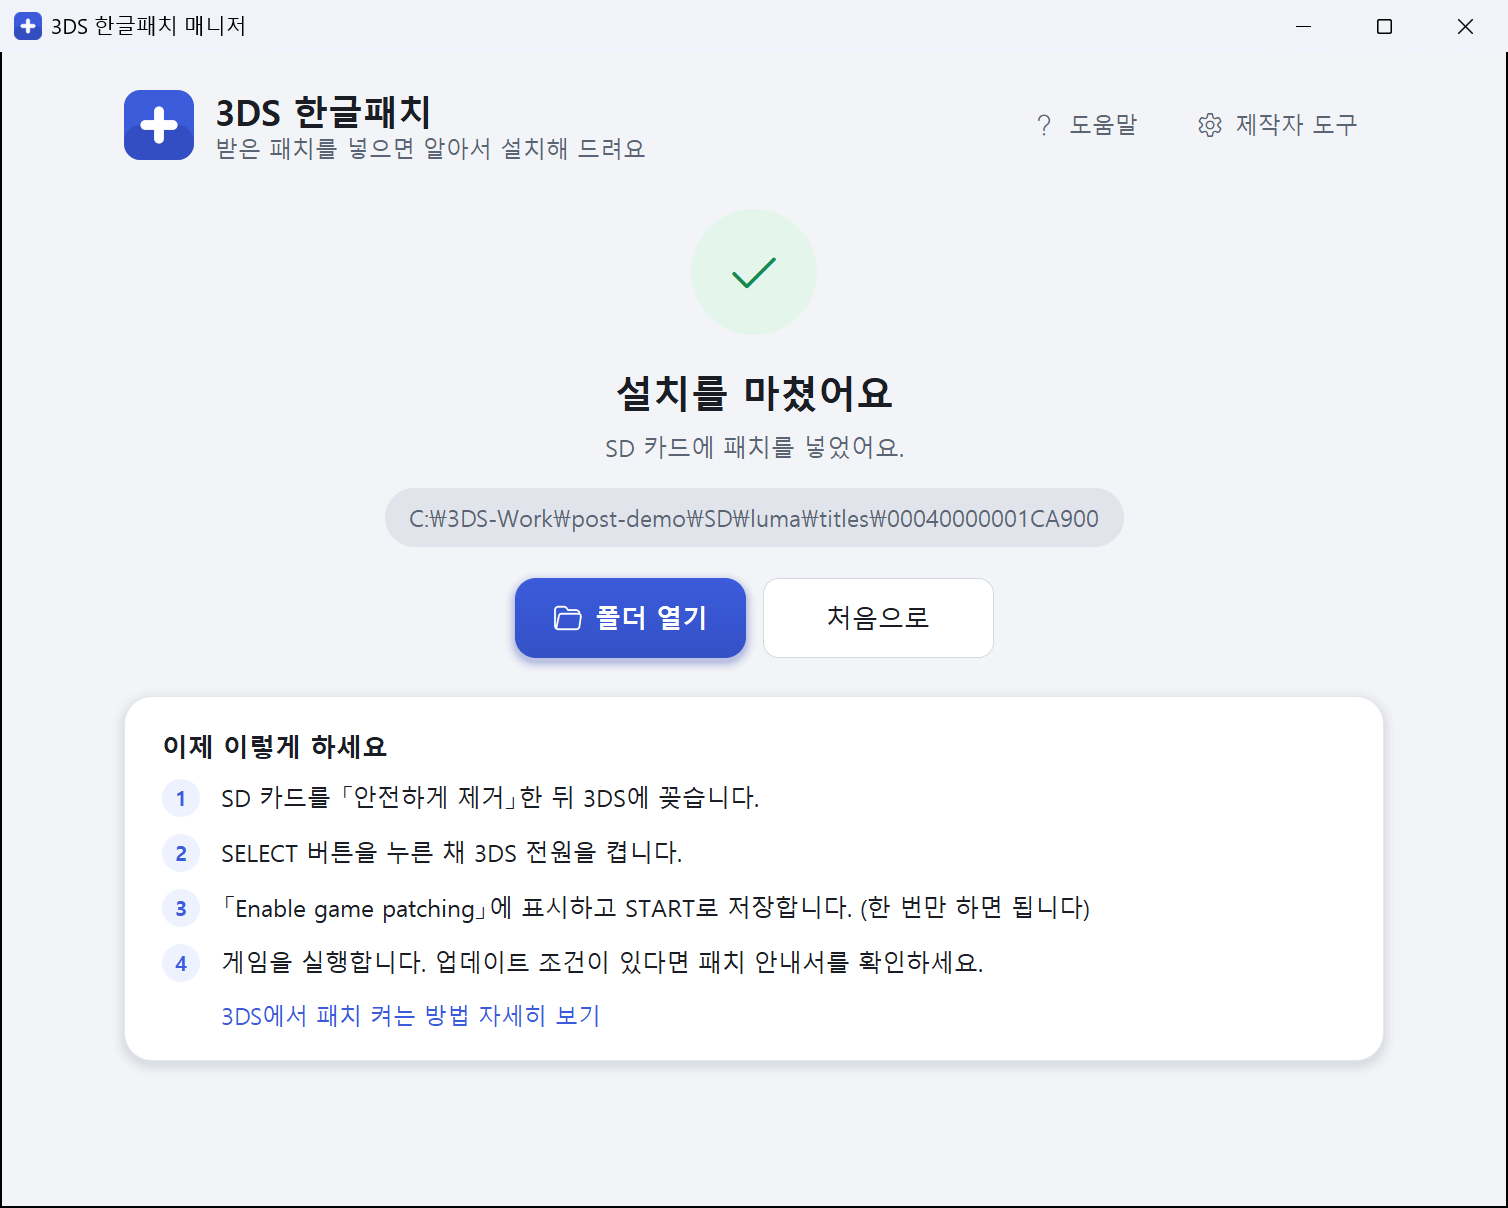 3DS 한글패치 매니저
3DS 한글패치
받은 패치를 넣으면 알아서 설치해 드려요
? 도움말
제작자 도구
설치를 마쳤어요
SD 카드에 패치를 넣었어요.
C:₩3DS-Work₩post-demo₩SD₩luma₩titles₩00040000001CA900
폴더 열기
처음으로
이제 이렇게 하세요
1 SD 카드를 「안전하게 제거」한 뒤 3DS에 꽂습니다.
2 SELECT 버튼을 누른 채 3DS 전원을 켭니다.
3 「Enable game patching」에 표시하고 START로 저장합니다. (한 번만 하면 됩니다)
4 게임을 실행합니다. 업데이트 조건이 있다면 패치 안내서를 확인하세요.
3DS에서 패치 켜는 방법 자세히 보기